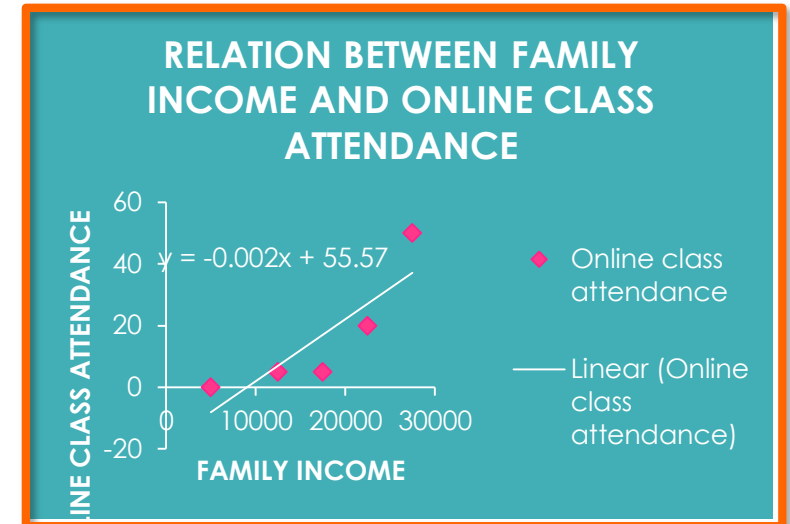 RELATION BETWEEN FAMILY
INCOME AND ONLINE CLASS
ATTENDANCE
60
40
20
0
-20
y = -0.002x + 55.57
0 10000 20000 30000
FAMILY INCOME
LINE CLASS ATTENDANCE
Online class
attendance
Linear (Online
class
attendance)